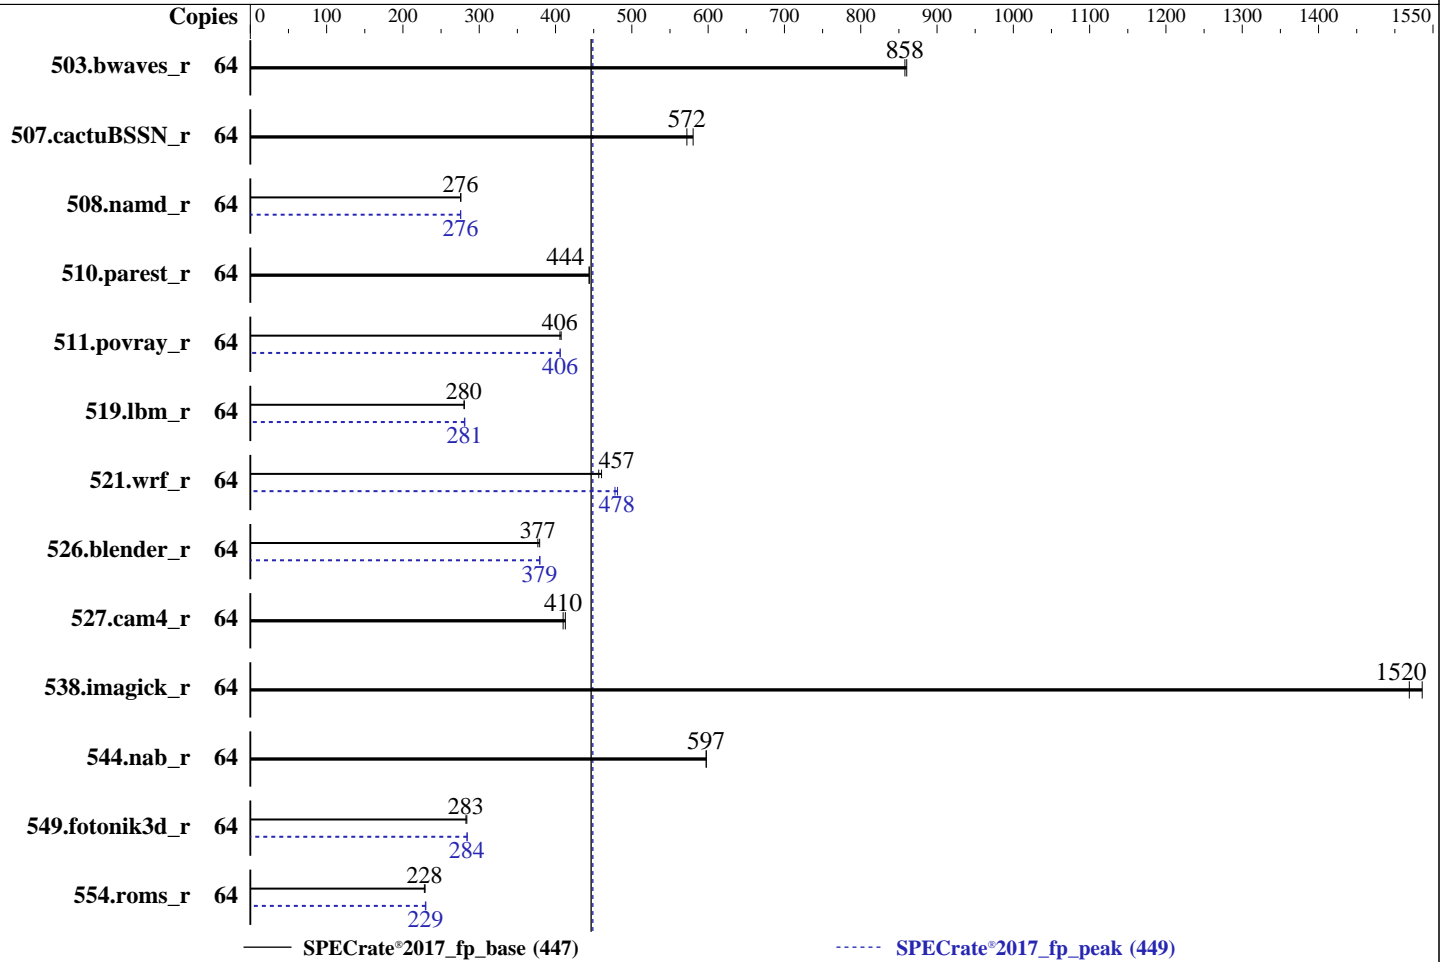 Copies 0 100 200 300 400 500 600 700 800 900 1000 1100 1200 1300 1400 1550
503.bwaves_r 64 858
507.cactuBSSN_r 64 572
508.namd_r 64 276
276
510.parest_r 64 444
511.povray_r 64 406
406
519.lbm_r 64 280
281
521.wrf_r 64 457
478
526.blender_r 64 377
379
527.cam4_r 64 410
538.imagick_r 64 1520
544.nab_r 64 597
549.fotonik3d_r 64 283
284
554.roms_r 64 228
229
SPECrate®2017_fp_base (447) SPECrate®2017_fp_peak (449)